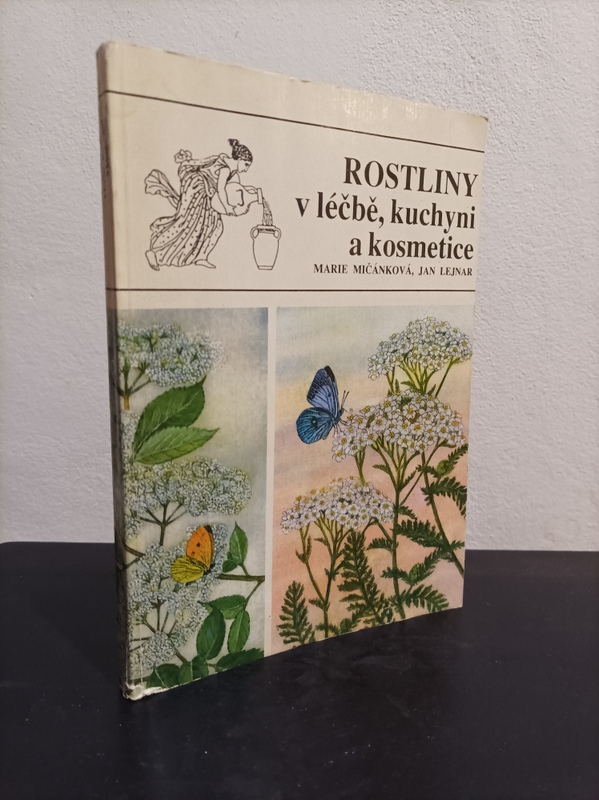 ROSTLINY
v léčbě, kuchyni
a kosmetice
MARIE MIČÁNKOVÁ, JAN LEJNAR